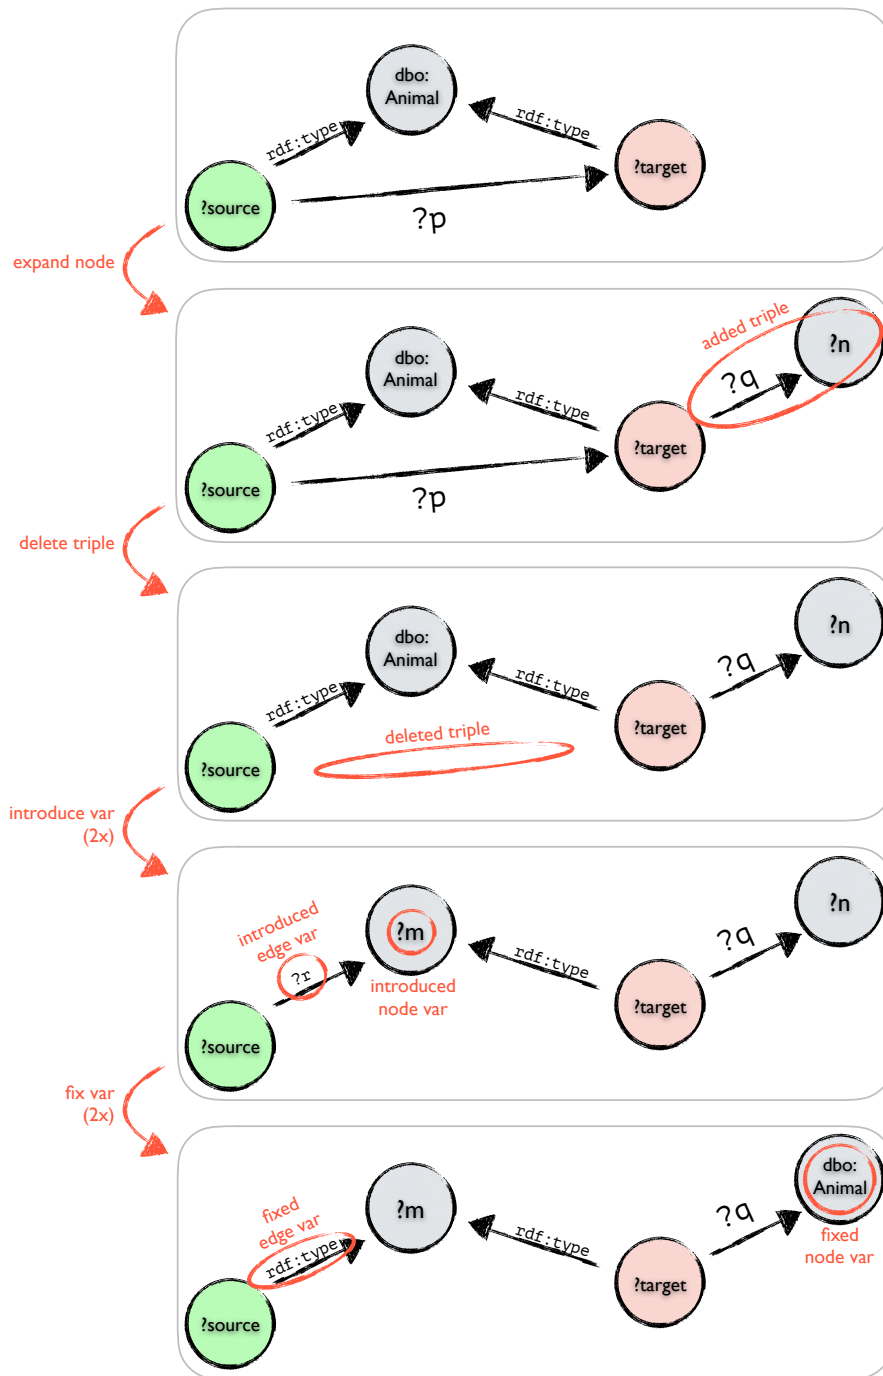 dbo:
Animal
rdf:type
rdf:type
?target
?source
?p
expand node
added triple
?n
dbo:
Animal
?q
rdf:type
rdf:type
?target
?source
?p
delete triple
?n
dbo:
Animal
?q
rdf:type
rdf:type
?target
deleted triple
?source
introduce var
(2x)
?n
introduced
edge var
?m
?q
rdf:type
?r
introduced
node var
?target
?source
fix var
(2x)
dbo:
Animal
fixed
edge var
?m
?q
fixed
node var
rdf:type
rdf:type
?target
?source